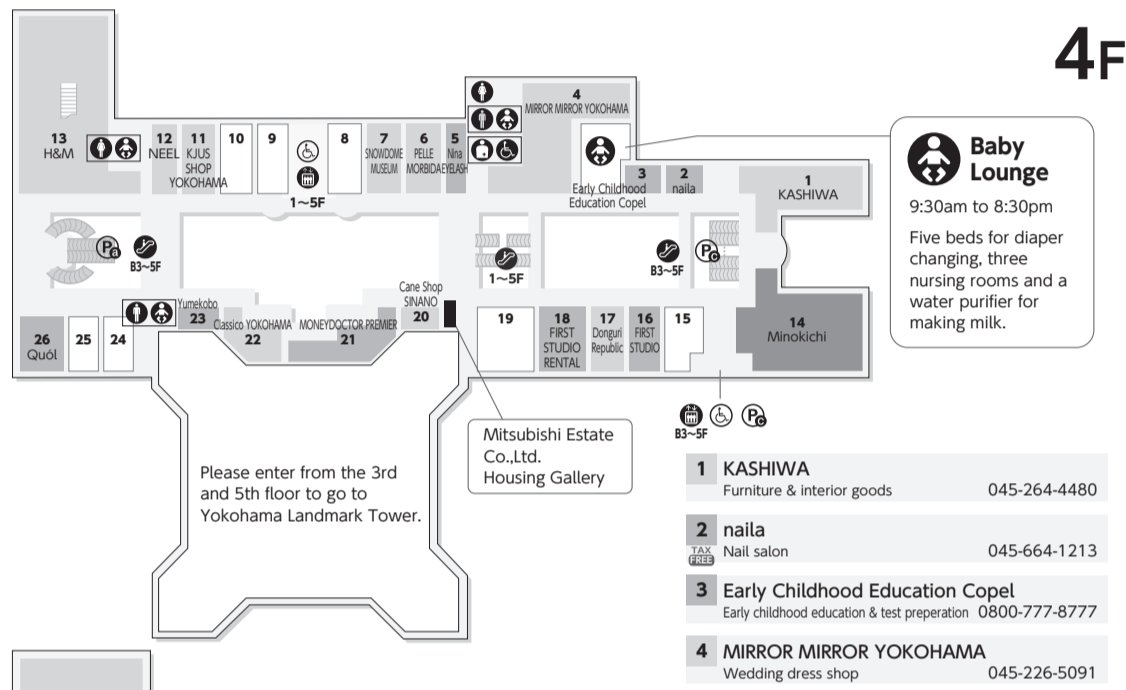 4F
4
MIRROR MIRROR YOKOHAMA
13
H&M
12
NEEL
11
KJUS
SHOP
YOKOHAMA
10
9
8
7
SNOWDOME
MUSEUM
6
PELLE
MORBIDA
5
Nina
EYELASH
1～5F
3
Early Childhood
Education Copel
2
naila
1
KASHIWA
Baby
Lounge
9:30am to 8:30pm
Five beds for diaper
changing, three
nursing rooms and a
water purifier for
making milk.
Pa
B3～5F
1～5F
B3～5F
Pc
26
Quól
25
24
Yumekobo
23
Classico YOKOHAMA
22
MONEYDOCTOR PREMIER
21
Cane Shop
SINANO
20
19
18
FIRST
STUDIO
RENTAL
17
Donguri
Republic
16
FIRST
STUDIO
15
14
Minokichi
B3～5F
Pc
Mitsubishi Estate
Co.,Ltd.
Housing Gallery
Please enter from the 3rd
and 5th floor to go to
Yokohama Landmark Tower.
1 KASHIWA
Furniture & interior goods 045-264-4480
2 naila
TAX
FREE
Nail salon 045-664-1213
3 Early Childhood Education Copel
Early childhood education & test preperation 0800-777-8777
4 MIRROR MIRROR YOKOHAMA
Wedding dress shop 045-226-5091